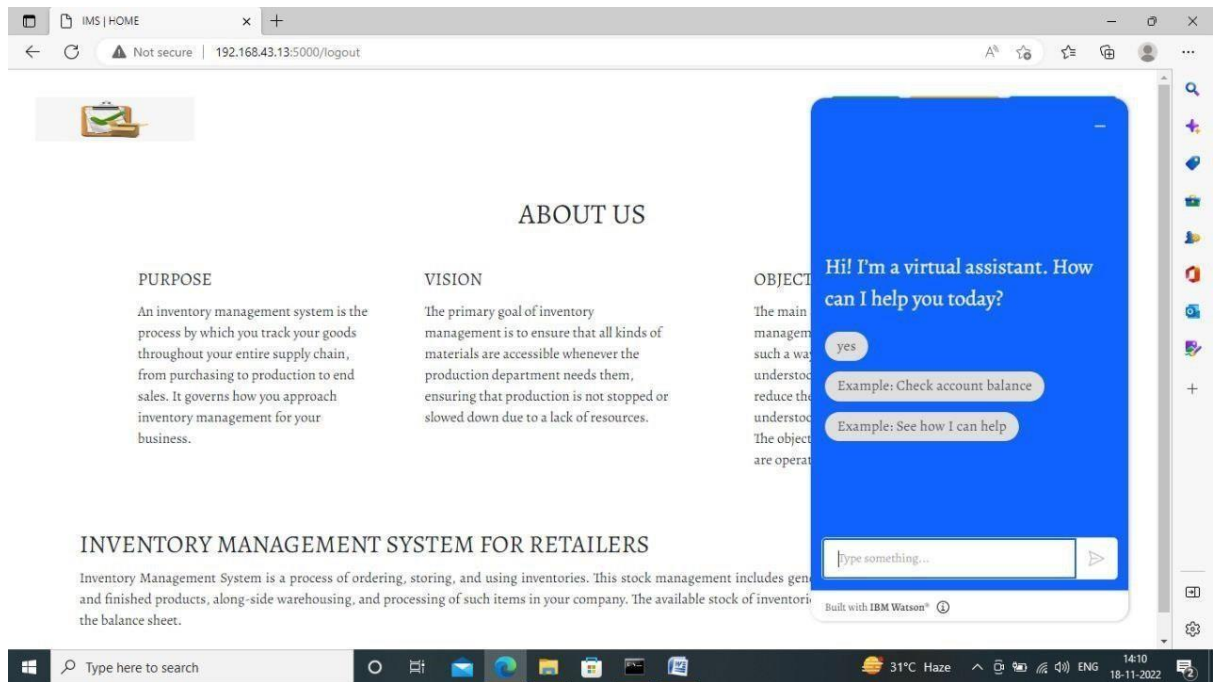 IMS | HOME
Not secure | 192.168.43.13:5000/logout
ABOUT US
PURPOSE
An inventory management system is the
process by which you track your goods
throughout your entire supply chain,
from purchasing to production to end
sales. It governs how you approach
inventory management for your
business.
VISION
The primary goal of inventory
management is to ensure that all kinds of
materials are accessible whenever the
production department needs them,
ensuring that production is not stopped or
slowed down due to a lack of resources.
OBJECT
The main
managem
such a way
understoo
reduce the
understoo
The object
are operat
Hi! I'm a virtual assistant. How
can I help you today?
yes
Example: Check account balance
Example: See how I can help
Type something...
Built with IBM Watson®
INVENTORY MANAGEMENT SYSTEM FOR RETAILERS
Inventory Management System is a process of ordering, storing, and using inventories. This stock management includes gene
and finished products, along-side warehousing, and processing of such items in your company. The available stock of inventori
the balance sheet.
Type here to search
31°C Haze
ENG
14:10
18-11-2022
2